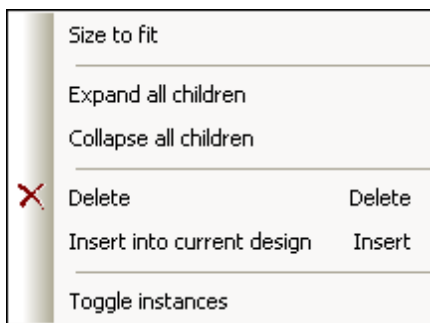 Size to fit
Expand all children
Collapse all children
Delete Delete
Insert into current design Insert
Toggle instances